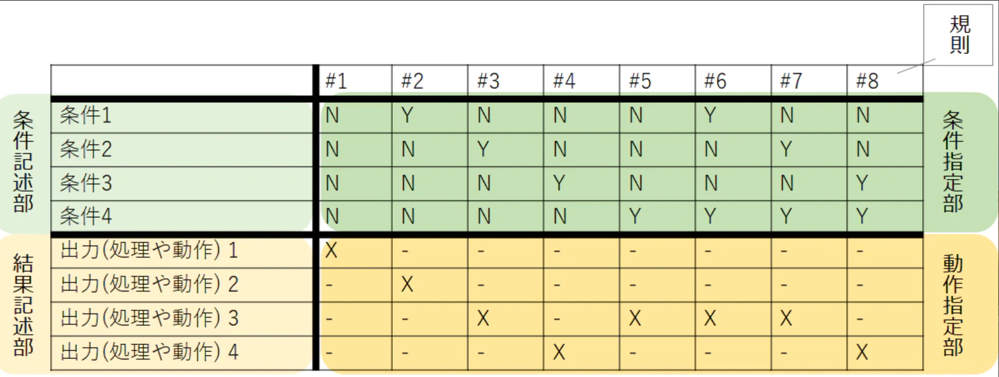 規則
#1 #2 #3 #4 #5 #6 #7 #8
条件記述部
条件1 N Y N N N Y N N
条件2 N N Y N N N Y N
条件3 N N N Y N N N Y
条件4 N N N N Y Y Y Y
条件指定部
結果記述部
出力(処理や動作) 1 X - - - - - - -
出力(処理や動作) 2 - X - - - - - -
出力(処理や動作) 3 - - X - X X X -
出力(処理や動作) 4 - - - X - - - X
動作指定部